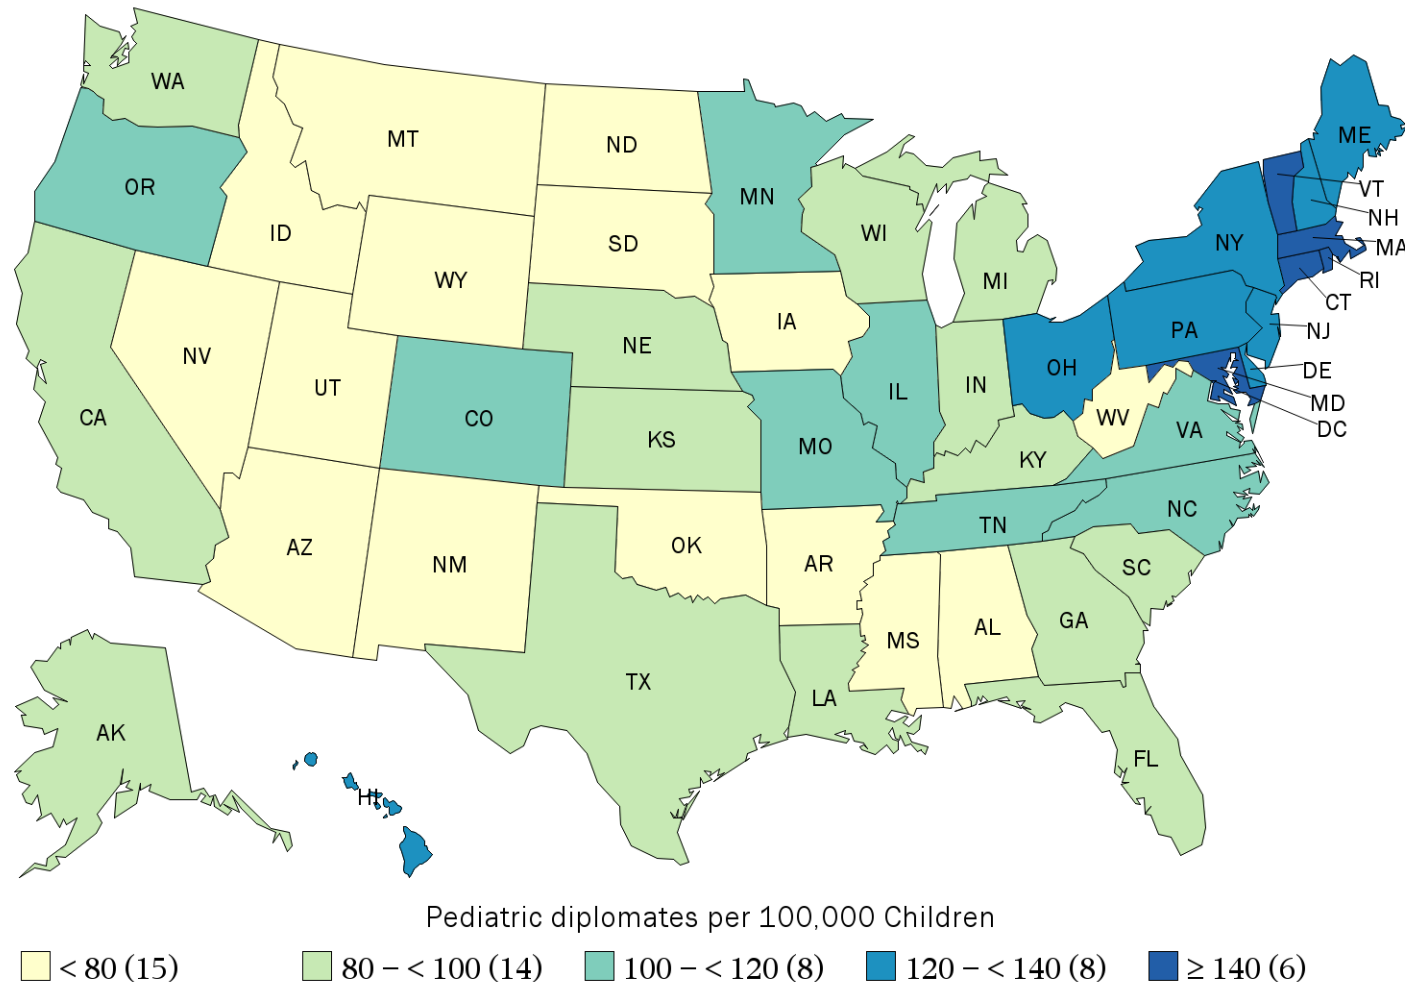 WA
MT
ND
ME
OR
MN
VT
NH
ID
SD
WI
NY
MA
WY
MI
RI
CT
IA
NJ
NE
PA
NV
OH
DE
UT
IN
IL
MD
CA
CO
WV
DC
KS
MO
VA
KY
NC
TN
AZ
OK
NM
AR
SC
GA
AL
MS
TX
LA
AK
FL
HI
Pediatric diplomates per 100,000 Children
< 80 (15) 80 – < 100 (14) 100 – < 120 (8) 120 – < 140 (8) ≥ 140 (6)